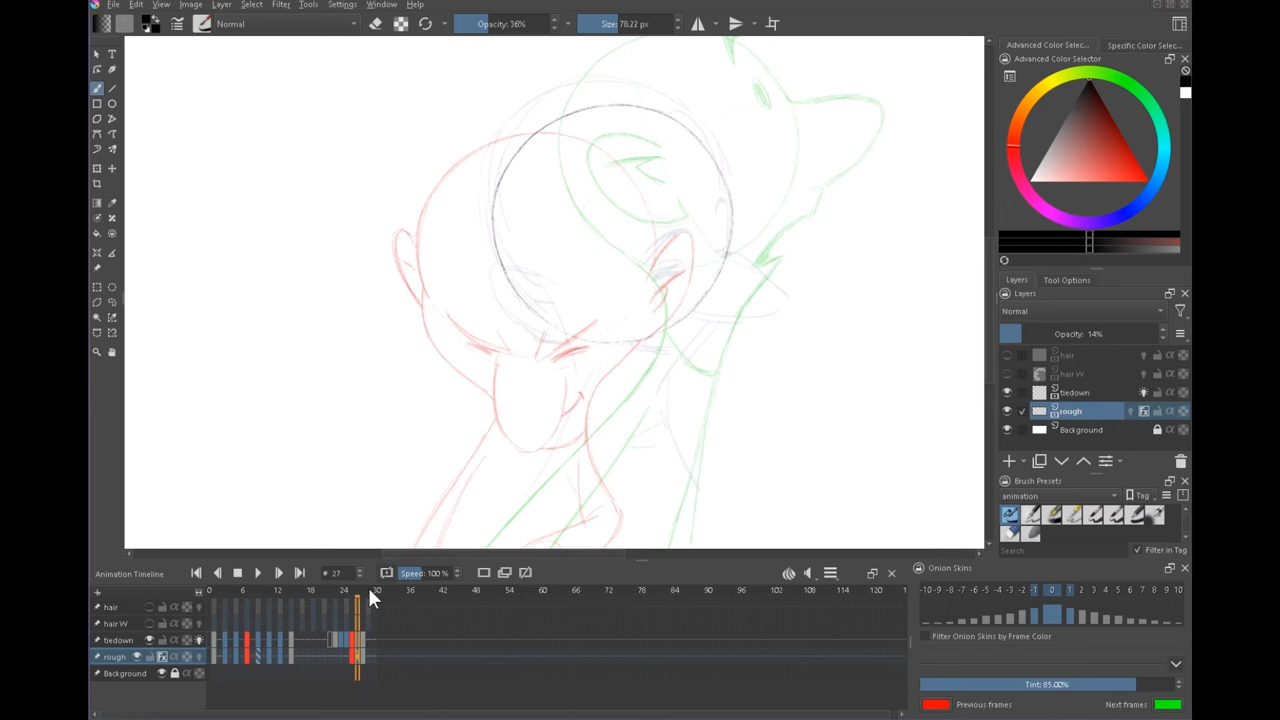 File Edit View Image Layer Select Filter Tools Settings Window Help
Normal Opacity: 36% Size: 78.22 px
Advanced Color Selec... Specific Color Selec...
Advanced Color Selector
Layers Tool Options
Layers
Normal
Opacity: 14%
hair
hair W
tiedown
rough
Background
Brush Presets
animation Tag
Search Filter in Tag
Animation Timeline # 27 Speed: 100 %
0 6 12 18 24 30 36 42 48 54 60 66 72 78 84 90 96 102 108 114 120 1
hair
hair W
tiedown
rough
Background
Onion Skins
-10 -9 -8 -7 -6 -5 -4 -3 -2 -1 0 1 2 3 4 5 6 7 8 9 10
Filter Onion Skins by Frame Color
Tint: 85.00%
Previous frames Next frames